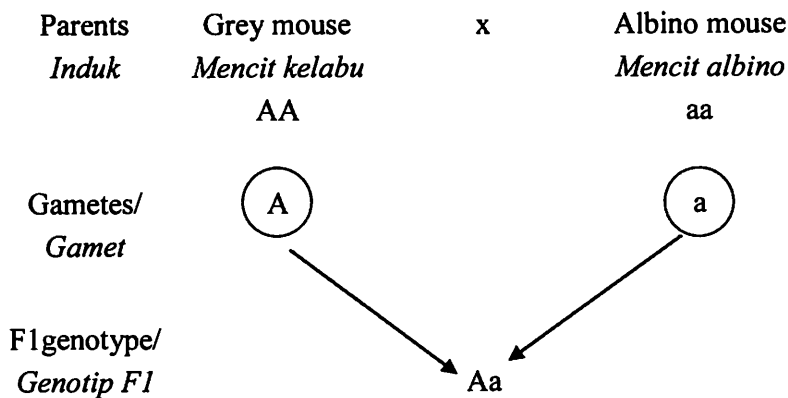 Parents Grey mouse x Albino mouse
Induk Mencit kelabu Mencit albino
AA aa
Gametes/ A a
Gamet
F1genotype/
Genotip F1 Aa